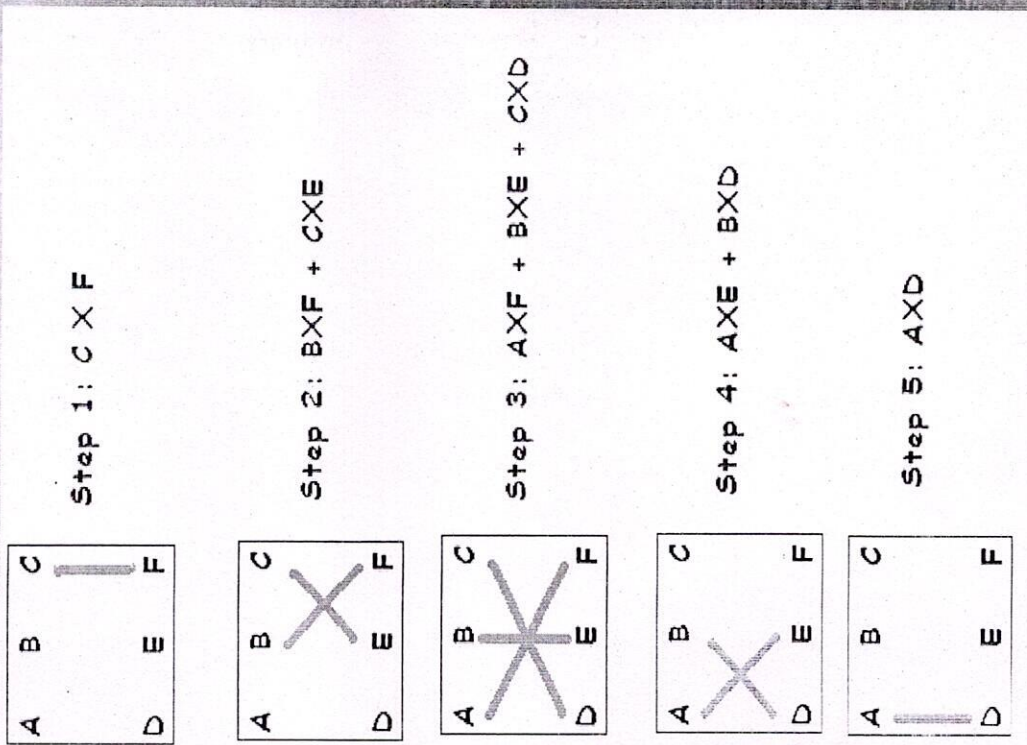 A B C
D E F
Step 1: C X F
A B C
D E F
Step 2: BXF + CXE
A B C
D E F
Step 3: AXF + BXE + CXD
A B C
D E F
Step 4: AXE + BXD
A B C
D E F
Step 5: AXD